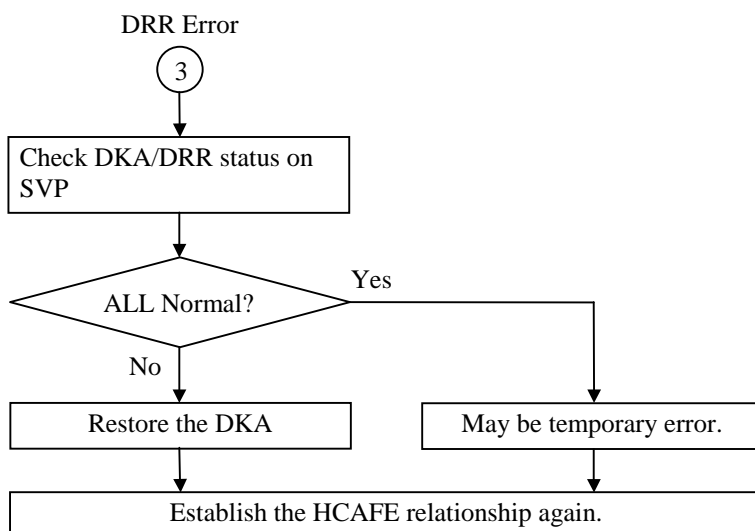 DRR Error
3
Check DKA/DRR status on
SVP
ALL Normal?
Yes
No
Restore the DKA
May be temporary error.
Establish the HCAFE relationship again.